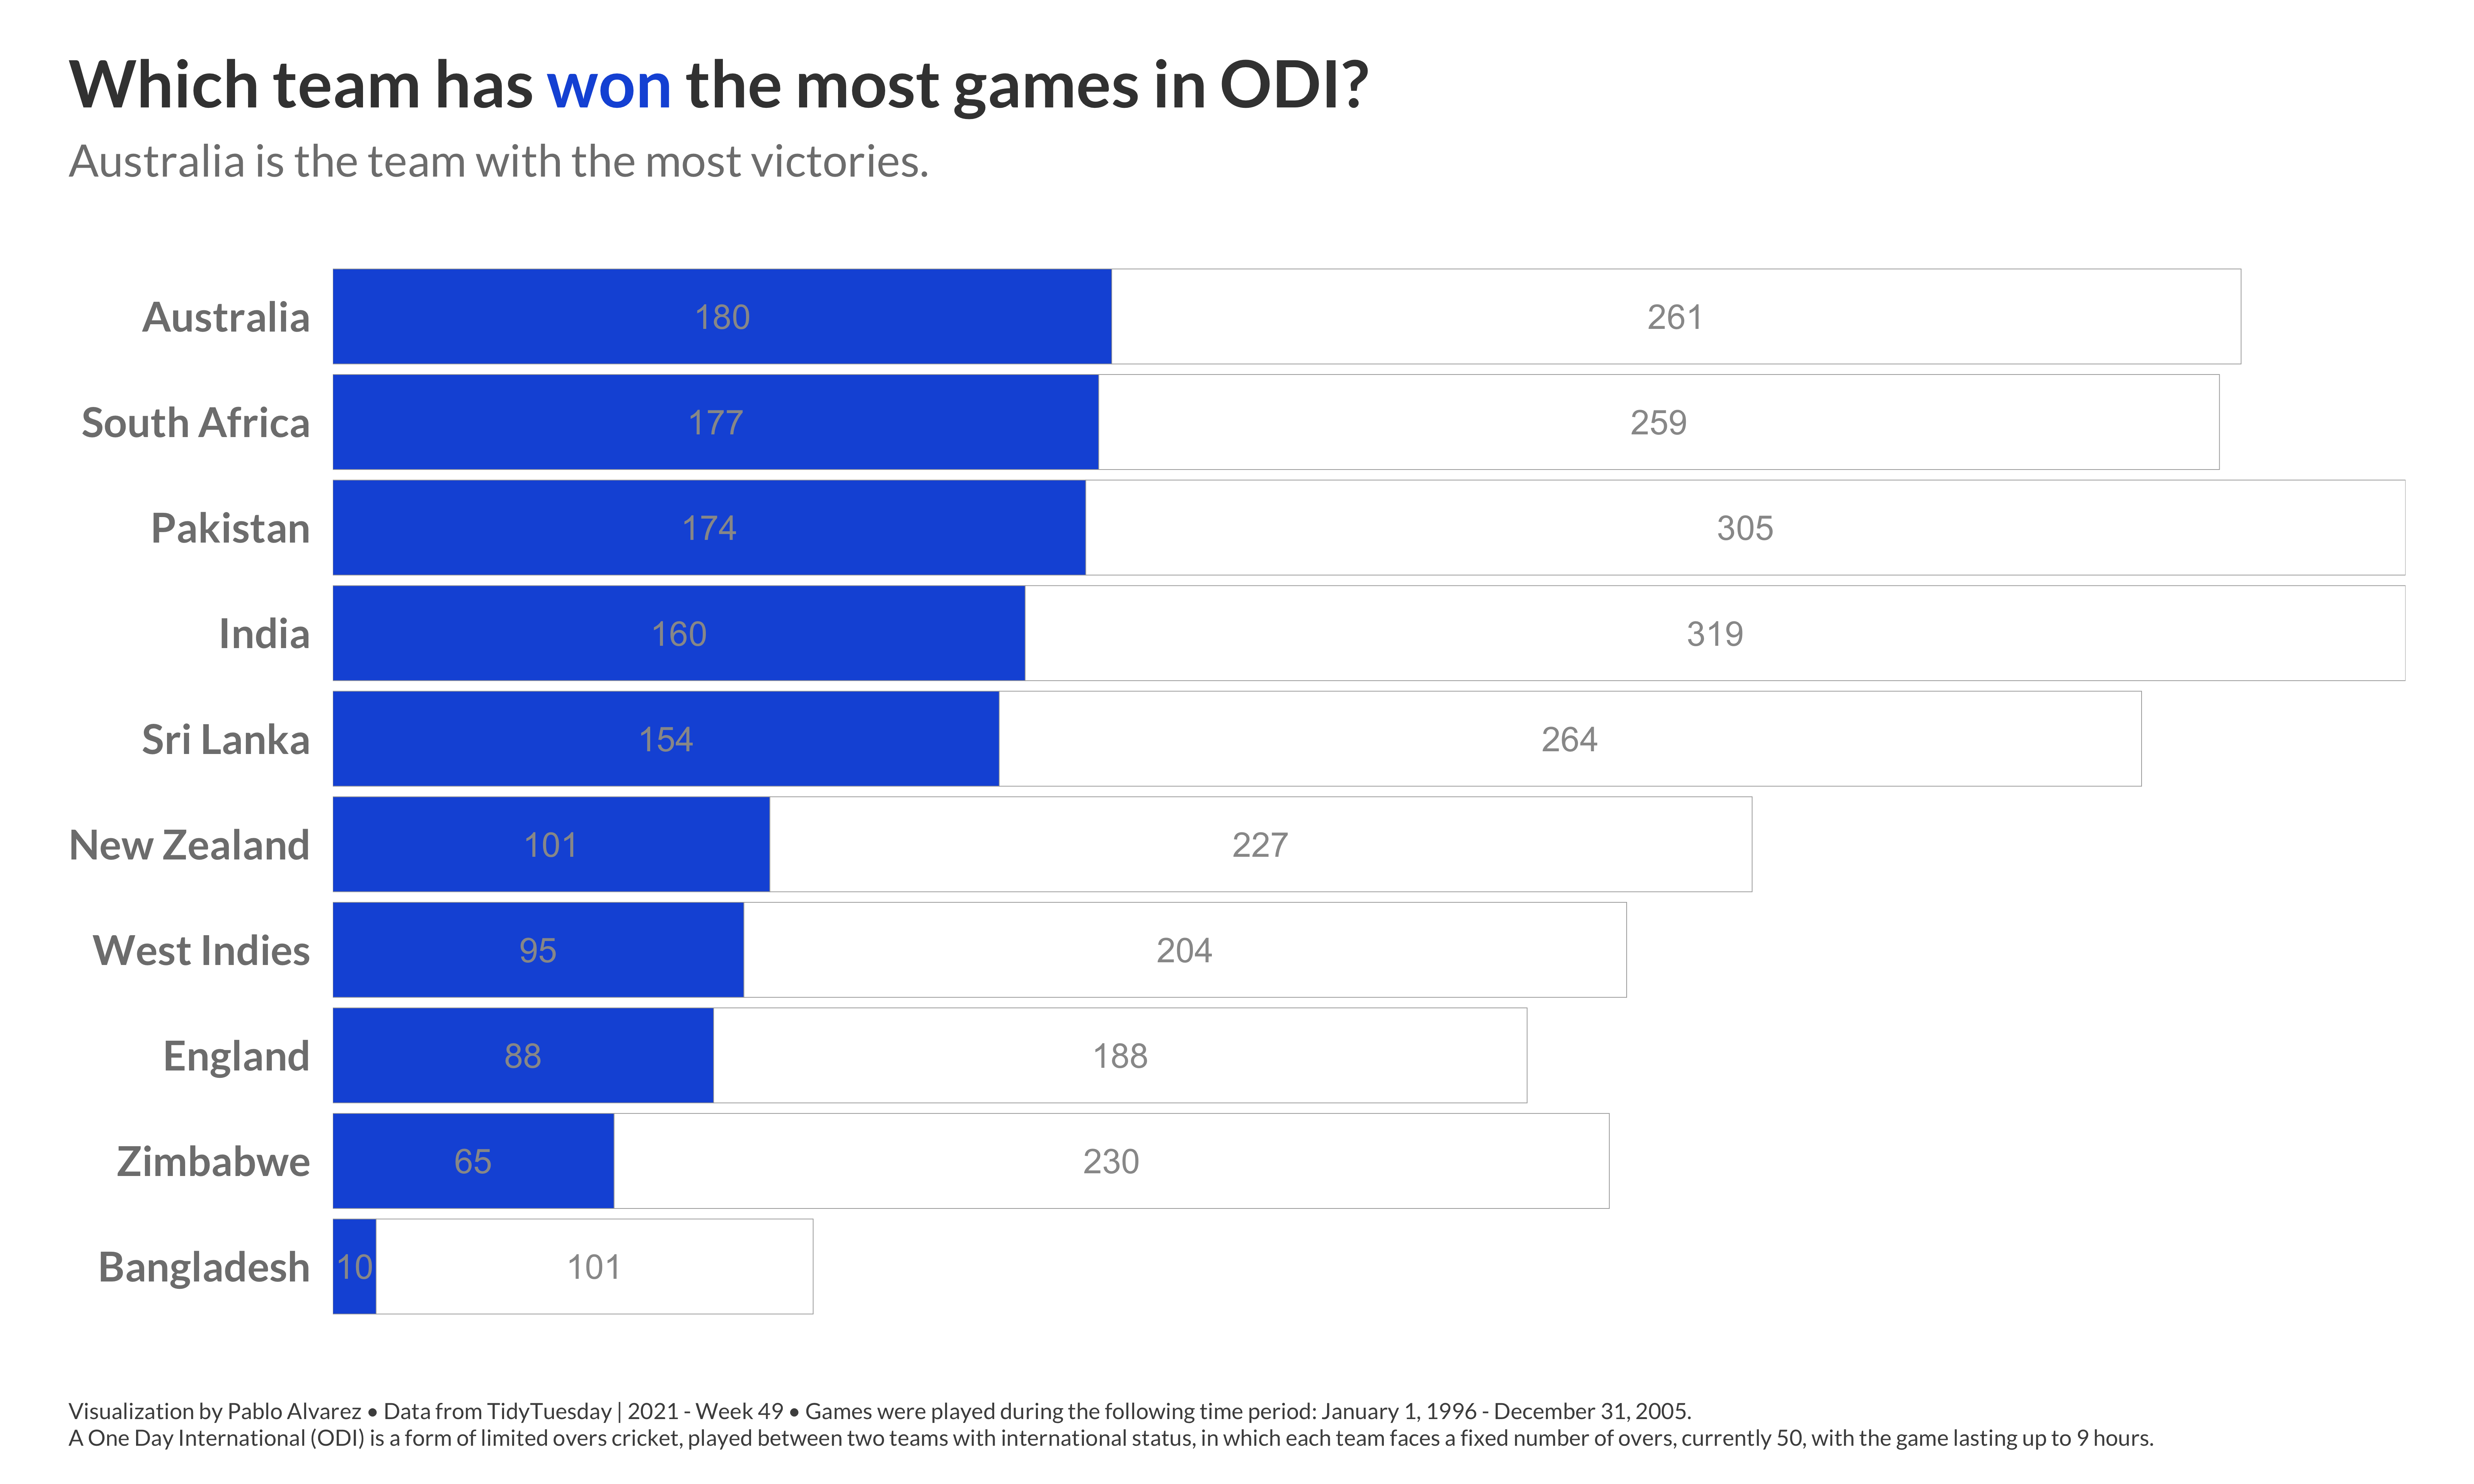 Which team has won the most games in ODI?
Australia is the team with the most victories.
Australia 180 261
South Africa 177 259
Pakistan 174 305
India 160 319
Sri Lanka 154 264
New Zealand 101 227
West Indies 95 204
England 88 188
Zimbabwe 65 230
Bangladesh 10 101
Visualization by Pablo Alvarez • Data from TidyTuesday | 2021 - Week 49 • Games were played during the following time period: January 1, 1996 - December 31, 2005.
A One Day International (ODI) is a form of limited overs cricket, played between two teams with international status, in which each team faces a fixed number of overs, currently 50, with the game lasting up to 9 hours.